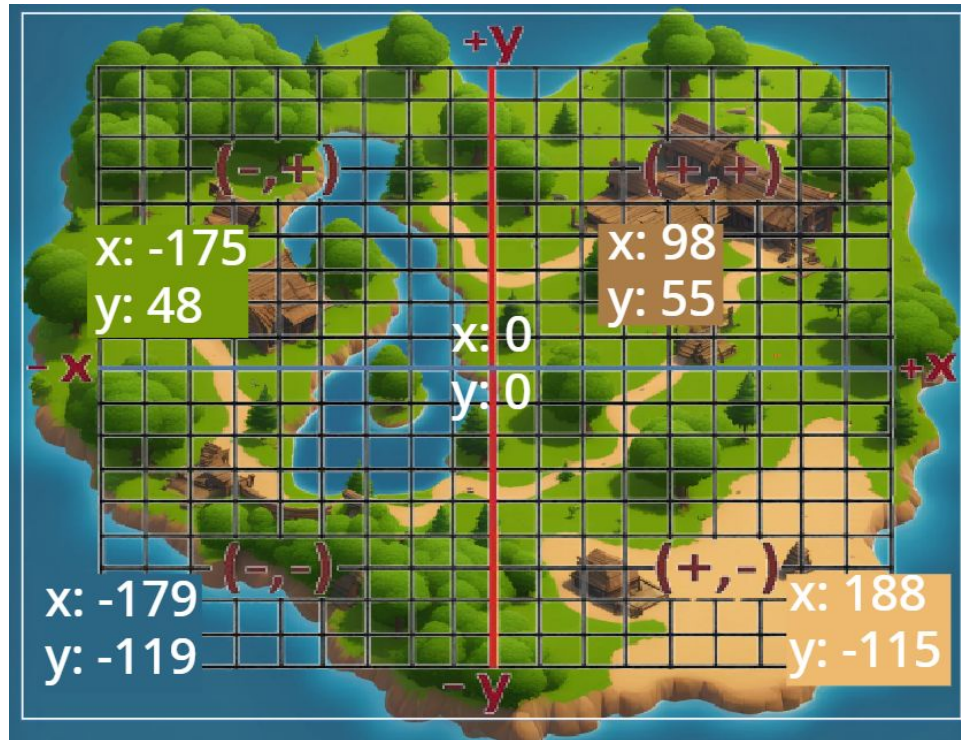 +y
(-,+)
(+,+)
x: -175
y: 48
x: 98
y: 55
x: 0
y: 0
- x
+x
(-,-)
(+,-)
x: -179
y: -119
x: 188
y: -115
- y